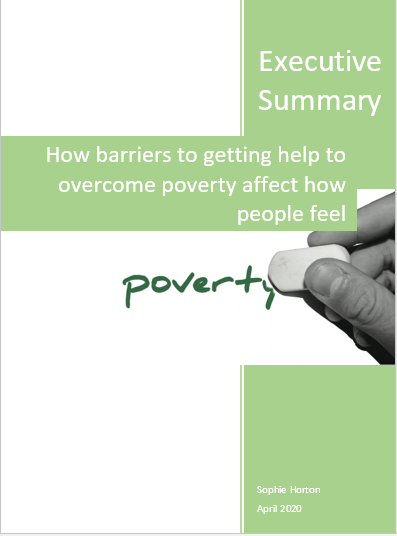 Executive
Summary
How barriers to getting help to
overcome poverty affect how
people feel
poverty
Sophie Horton
April 2020